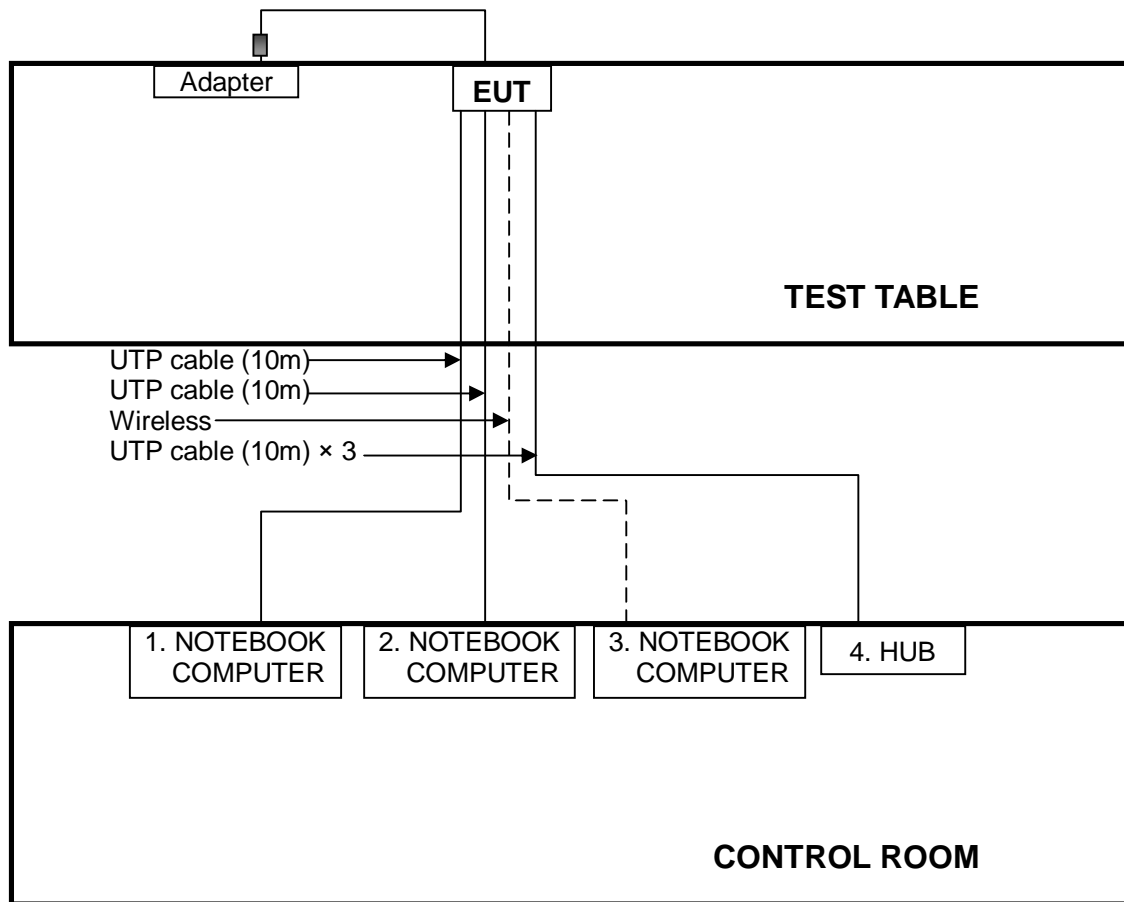 Adapter
EUT
TEST TABLE
UTP cable (10m)
UTP cable (10m)
Wireless
UTP cable (10m) × 3
1. NOTEBOOK
COMPUTER
2. NOTEBOOK
COMPUTER
3. NOTEBOOK
COMPUTER
4. HUB
CONTROL ROOM